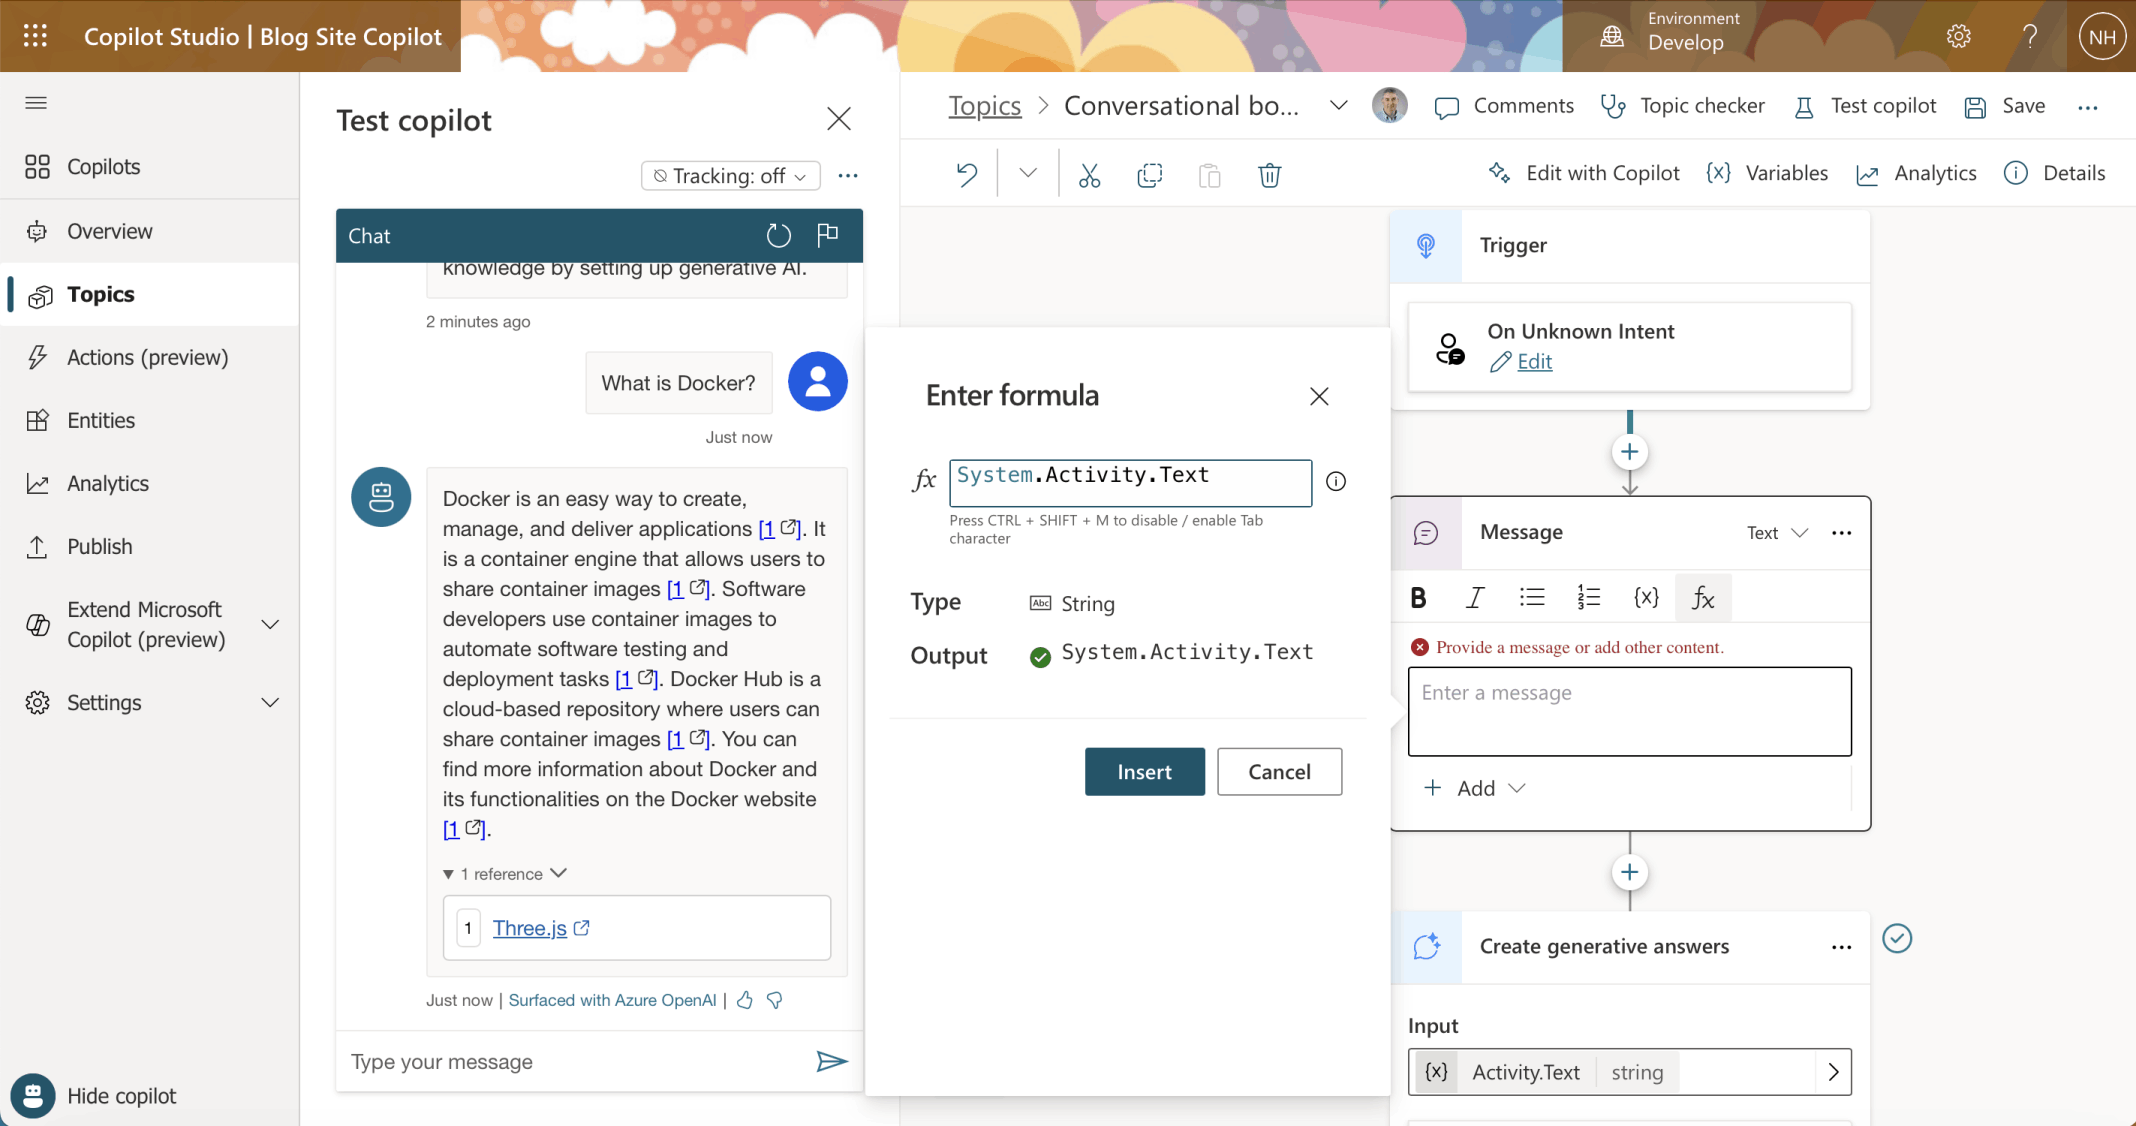 Copilot Studio | Blog Site Copilot
Environment
Develop
NH
Copilots
Overview
Topics
Actions (preview)
Entities
Analytics
Publish
Extend Microsoft
Copilot (preview)
Settings
Hide copilot
Test copilot
Tracking: off
Chat
knowledge by setting up generative AI.
2 minutes ago
What is Docker?
Just now
Docker is an easy way to create,
manage, and deliver applications [1]. It
is a container engine that allows users to
share container images [1]. Software
developers use container images to
automate software testing and
deployment tasks [1]. Docker Hub is a
cloud-based repository where users can
share container images [1]. You can
find more information about Docker and
its functionalities on the Docker website
[1].
1 reference
1 Three.js
Just now | Surfaced with Azure OpenAI |
Type your message
Topics > Conversational bo...
Comments
Topic checker
Test copilot
Save
Edit with Copilot
{x} Variables
Analytics
Details
Enter formula
fx System.Activity.Text
Press CTRL + SHIFT + M to disable / enable Tab
character
Type Abc String
Output System.Activity.Text
Insert
Cancel
Trigger
On Unknown Intent
Edit
Message
Text
B I {x} fx
Provide a message or add other content.
Enter a message
+ Add
Create generative answers
Input
{x} Activity.Text string